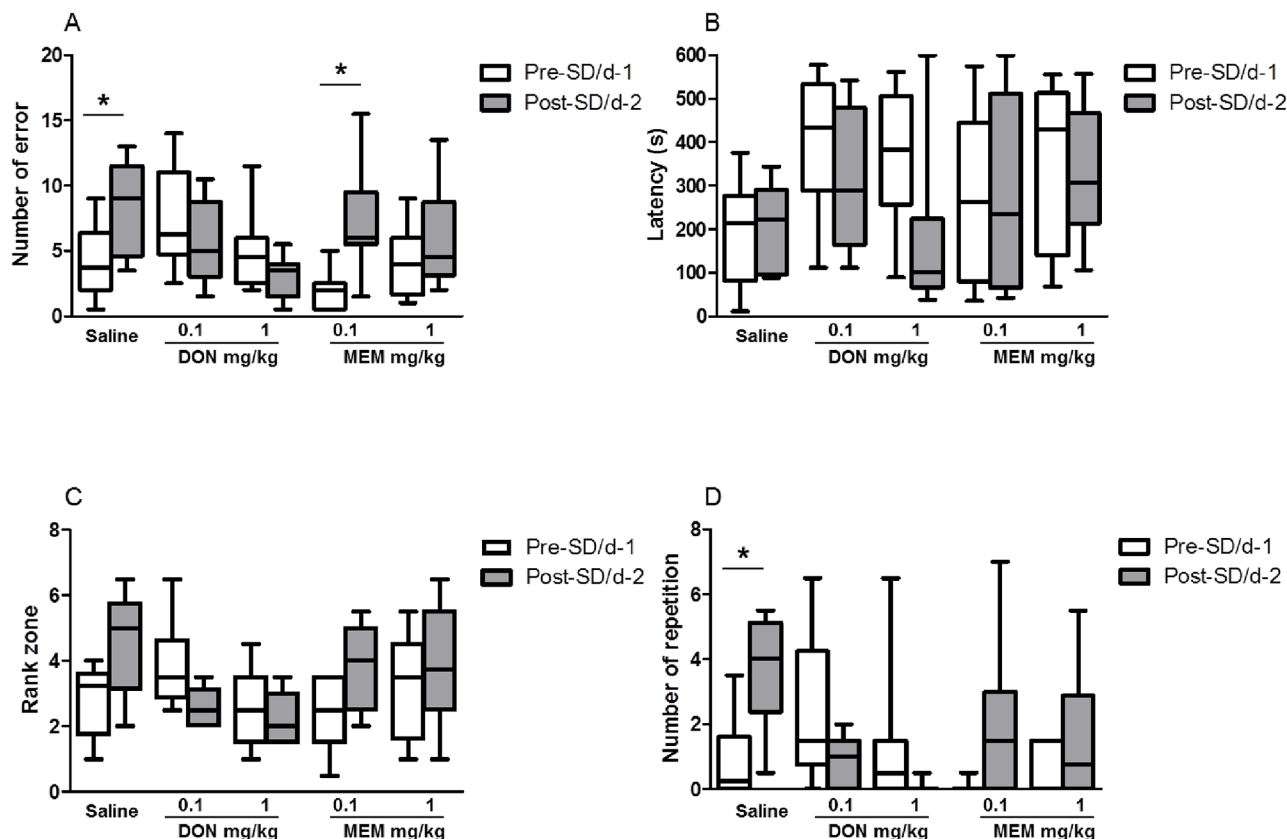 A
Number of error
20
15
10
5
0
*
*
Pre-SD/d-1
Post-SD/d-2
Saline
0.1
1
0.1
1
DON mg/kg
MEM mg/kg
B
Latency (s)
600
500
400
300
200
100
0
Pre-SD/d-1
Post-SD/d-2
Saline
0.1
1
0.1
1
DON mg/kg
MEM mg/kg
C
Rank zone
8
6
4
2
0
Pre-SD/d-1
Post-SD/d-2
Saline
0.1
1
0.1
1
DON mg/kg
MEM mg/kg
D
Number of repetition
8
6
4
2
0
*
Pre-SD/d-1
Post-SD/d-2
Saline
0.1
1
0.1
1
DON mg/kg
MEM mg/kg